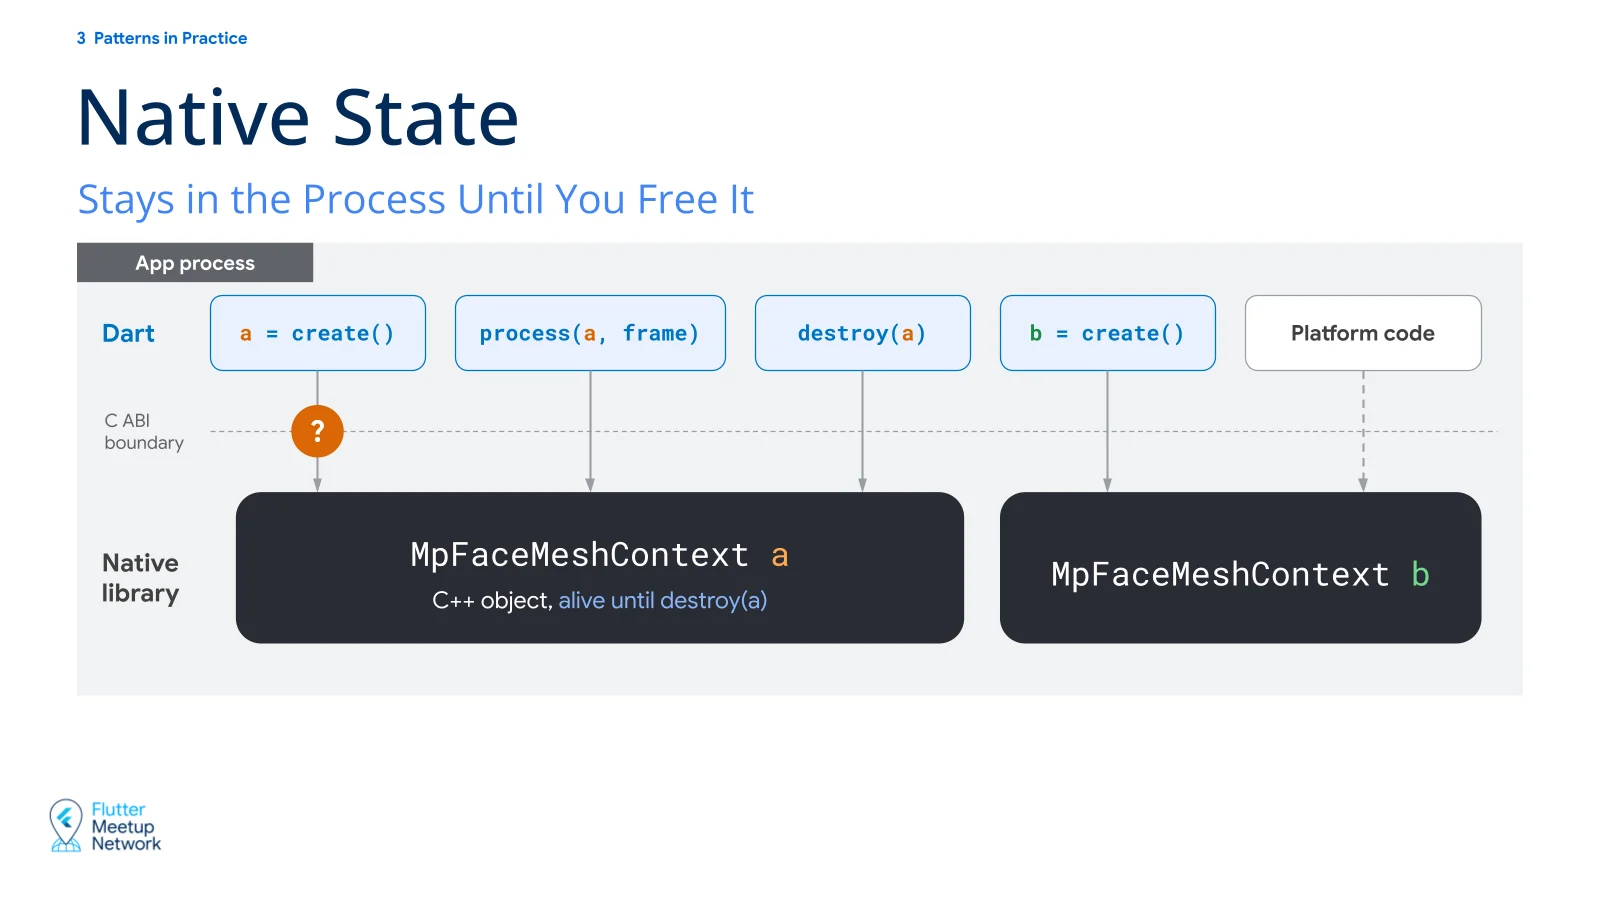 3 Patterns in Practice
Native State
Stays in the Process Until You Free It
App process
Dart
a = create()
process(a, frame)
destroy(a)
b = create()
Platform code
C ABI
boundary
?
Native
library
MpFaceMeshContext a
C++ object, alive until destroy(a)
MpFaceMeshContext b
Flutter
Meetup
Network